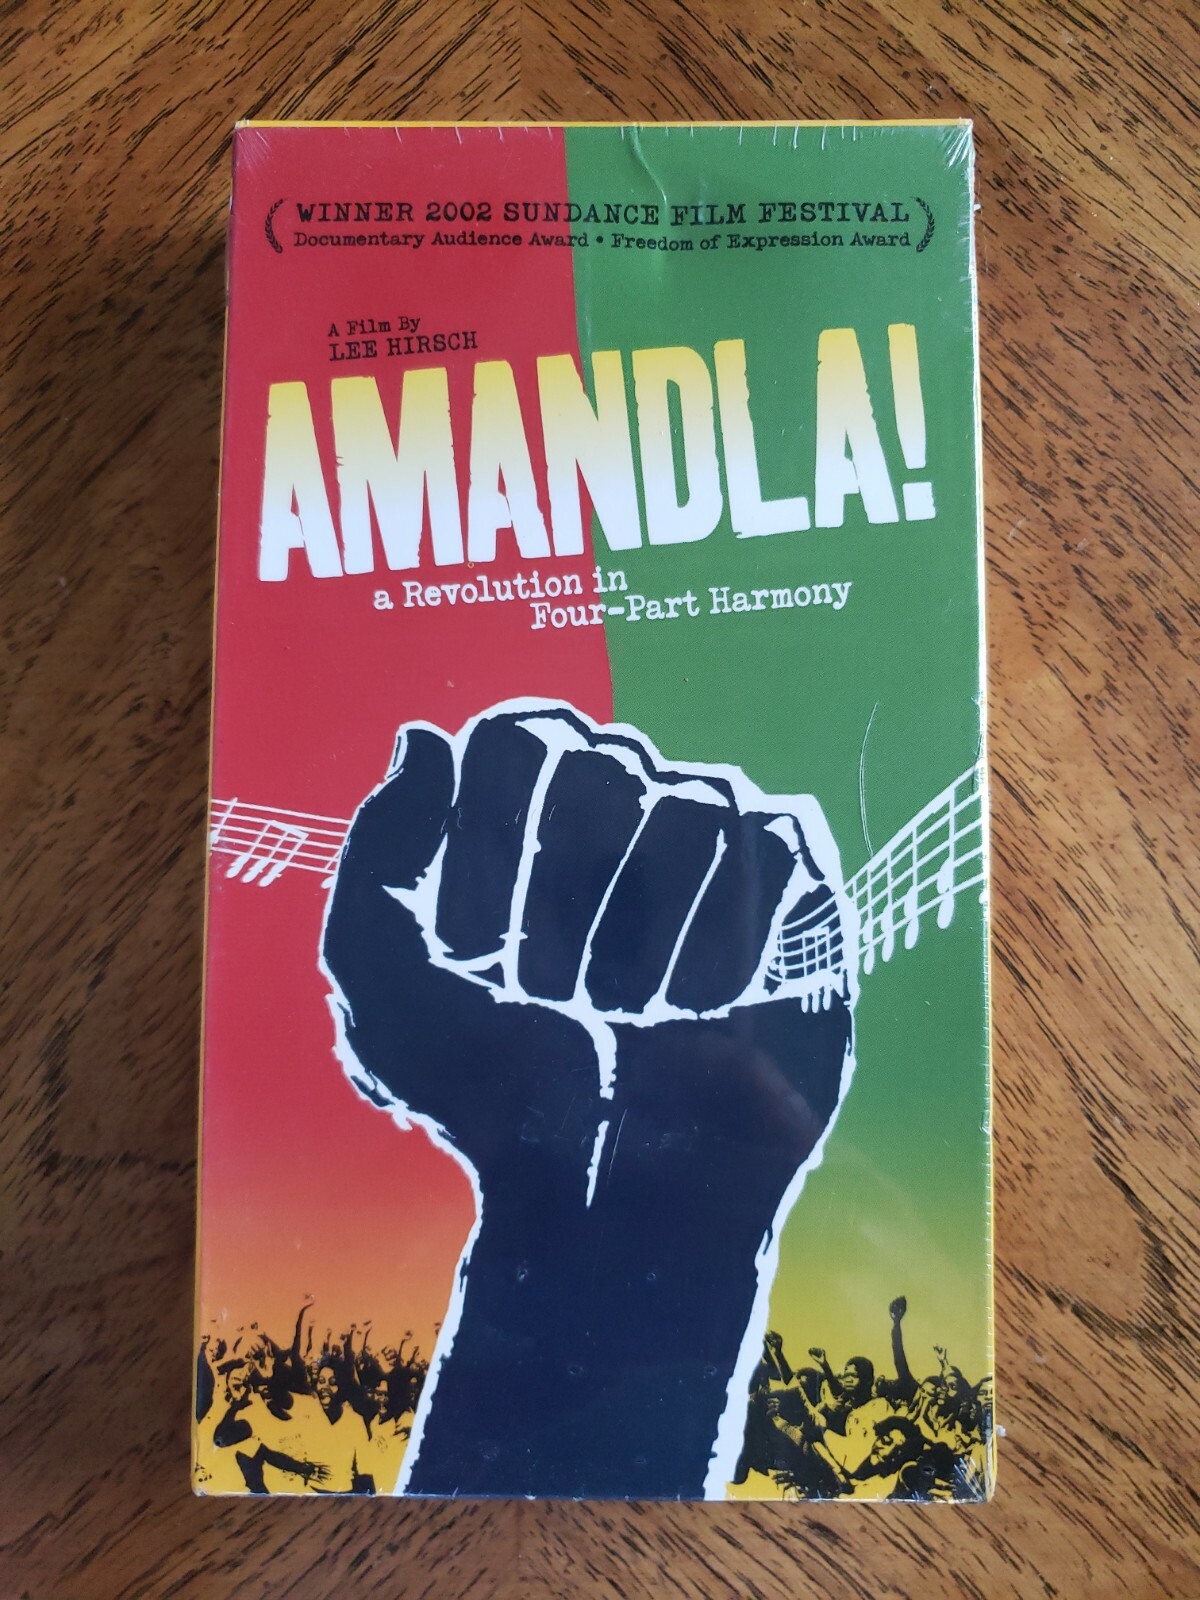 WINNER 2002 SUNDANCE FILM FESTIVAL
Documentary Audience Award • Freedom of Expression Award
A Film By
LEE HIRSCH
AMANDLA!
a Revolution in
Four-Part Harmony